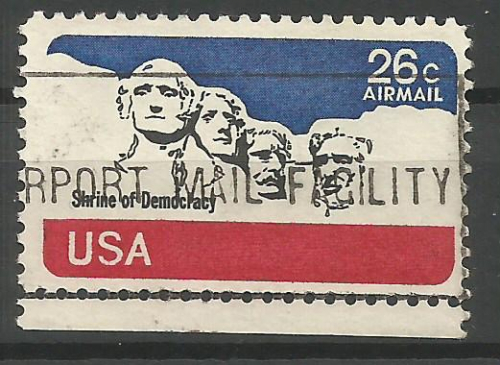 26c
AIRMAIL
RPORT MAIL FACILITY
Shrine of Democracy
USA